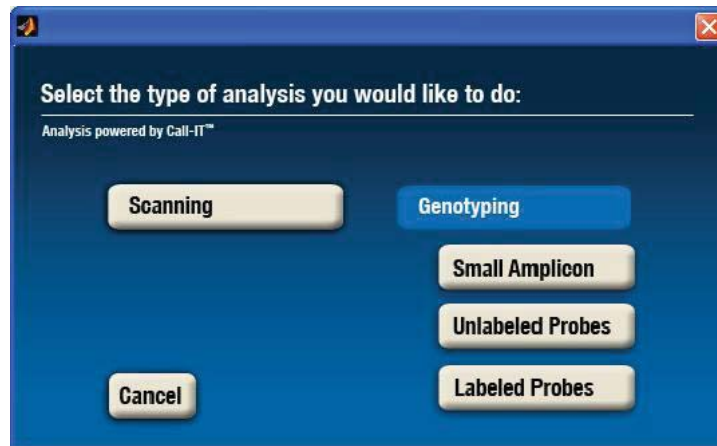 Select the type of analysis you would like to do:
Analysis powered by Call-IT™
Scanning
Genotyping
Small Amplicon
Unlabeled Probes
Labeled Probes
Cancel